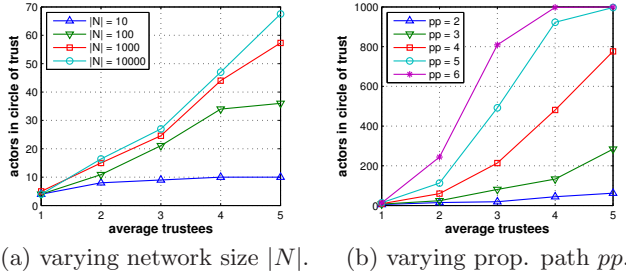 70
60
50
40
30
20
10
0
actors in circle of trust
|N| = 10
|N| = 100
|N| = 1000
|N| = 10000
1 2 3 4 5
average trustees
(a) varying network size |N|.
1000
800
600
400
200
0
actors in circle of trust
pp = 2
pp = 3
pp = 4
pp = 5
pp = 6
1 2 3 4 5
average trustees
(b) varying prop. path pp.